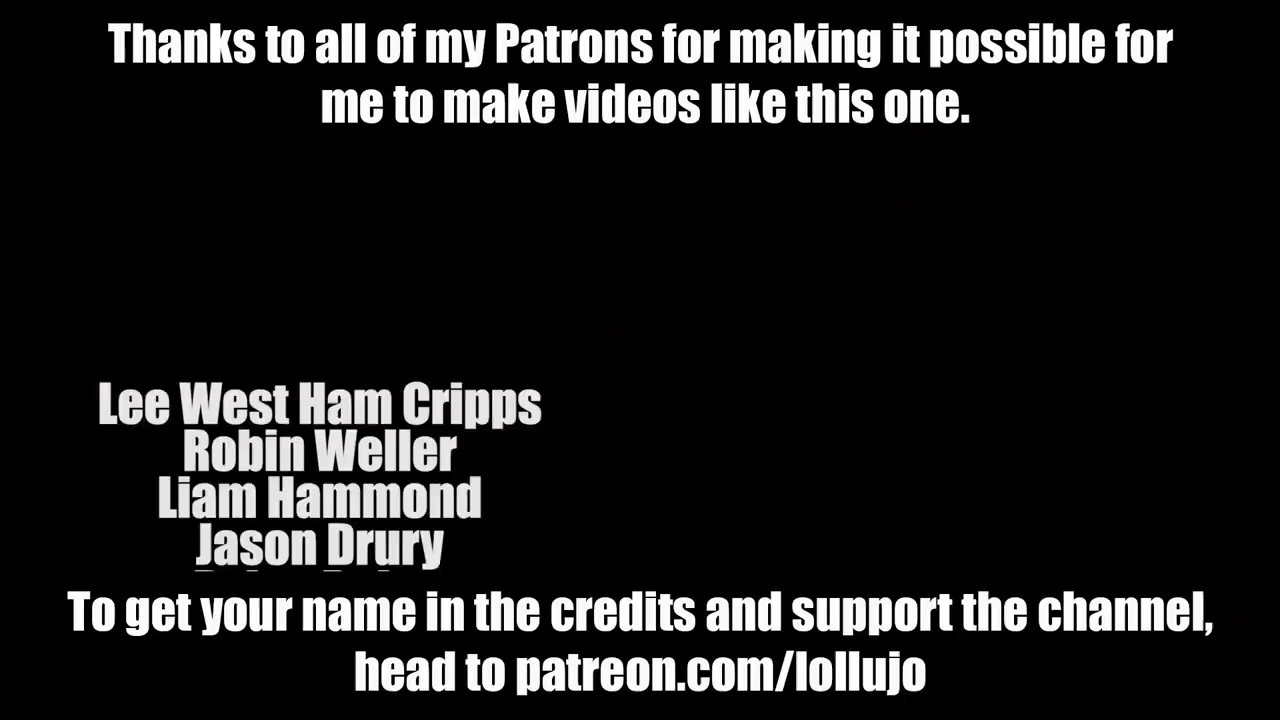 Thanks to all of my Patrons for making it possible for
me to make videos like this one.
Lee West Ham Cripps
Robin Weller
Liam Hammond
Jason Drury
To get your name in the credits and support the channel,
head to patreon.com/lollujo